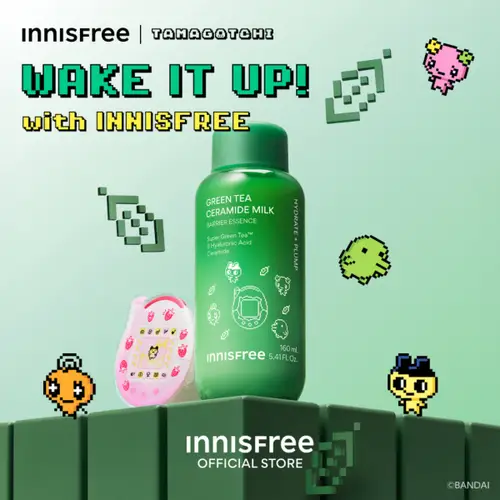 INNISFREE | TAMAGOTCHI
WAKE IT UP!
with INNISFREE
GREEN TEA
CERAMIDE MILK
BARRIER ESSENCE
Super Green Tea™
5 Hyaluronic Acid
Ceramide
HYDRATE + PLUMP
160 mL
5.41 FL.Oz.
INNISFREE
INNISFREE
OFFICIAL STORE
©BANDAI